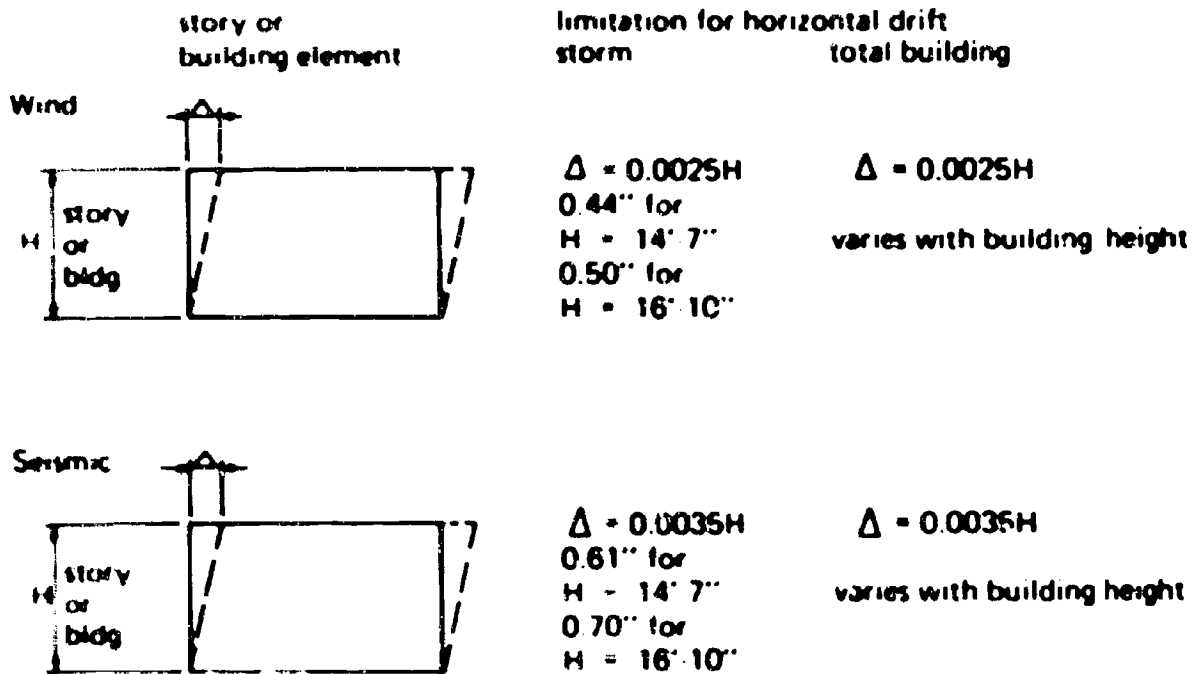 story or
building element
limitation for horizontal drift
storm
total building
Wind
Δ
H
story
or
bldg
Δ = 0.0025H
0.44" for
H = 14' 7"
0.50" for
H = 16' 10"
Δ = 0.0025H
varies with building height
Seismic
Δ
H
story
or
bldg
Δ = 0.0035H
0.61" for
H = 14' 7"
0.70" for
H = 16' 10"
Δ = 0.0035H
varies with building height